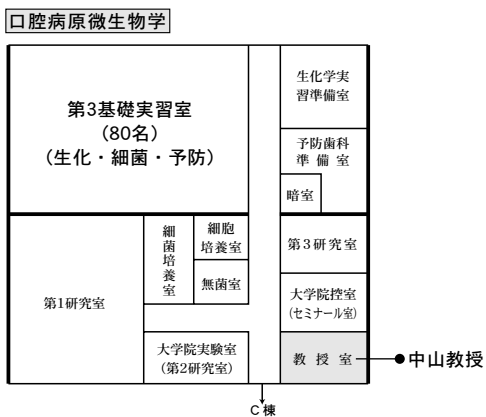 口腔病原微生物学
第3基礎実習室
（80名）
（生化・細菌・予防）
生化学実
習準備室
予防歯科
準備室
暗室
第1研究室
細菌培養室
細胞
培養室
無菌室
第3研究室
大学院控室
（セミナール室）
大学院実験室
（第2研究室）
教授室
中山教授
C棟